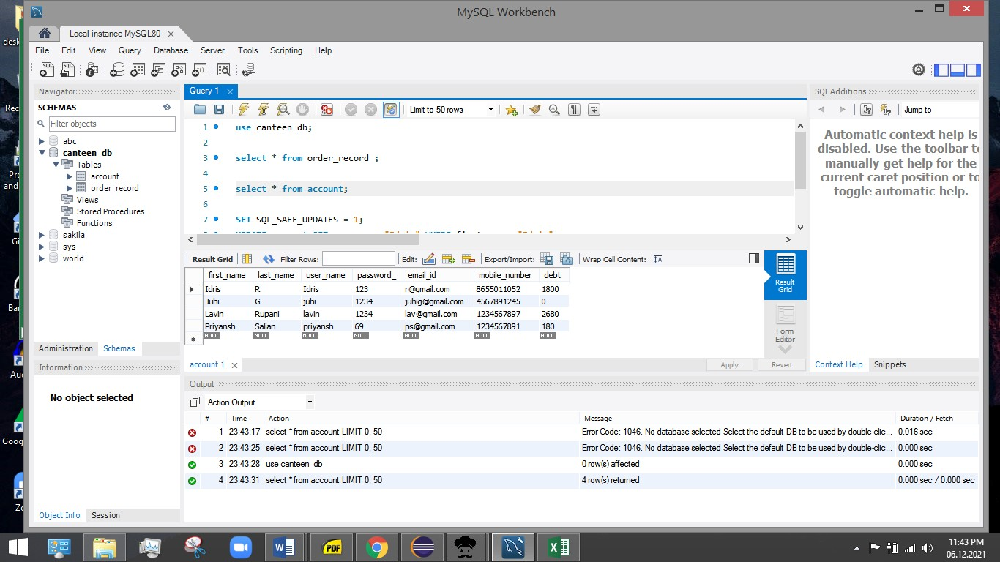 MySQL Workbench
Local instance MySQL80
File Edit View Query Database Server Tools Scripting Help
Navigator
SCHEMAS
Filter objects
abc
canteen_db
Tables
account
order_record
Views
Stored Procedures
Functions
sakila
sys
world
Administration Schemas
Information
No object selected
Object Info Session
Query 1
Limit to 50 rows
1 use canteen_db;
2
3 select * from order_record ;
4
5 select * from account;
6
7 SET SQL_SAFE_UPDATES = 1;
Result Grid Filter Rows: Edit: Export/Import: Wrap Cell Content:
first_name last_name user_name password_ email_id mobile_number debt
Idris R Idris 123 r@gmail.com 8655011052 1800
Juhi G juhi 1234 juhig@gmail.com 4567891245 0
Lavin Rupani lavin 1234 lav@gmail.com 1234567897 2680
Priyansh Salian priyansh 69 ps@gmail.com 1234567891 180
NULL NULL NULL NULL NULL NULL NULL
Result
Grid
Form
Editor
account 1
Apply Revert
SQLAdditions
Jump to
Automatic context help is
disabled. Use the toolbar to
manually get help for the
current caret position or to
toggle automatic help.
Context Help Snippets
Output
Action Output
# Time Action Message Duration / Fetch
1 23:43:17 select * from account LIMIT 0, 50 Error Code: 1046. No database selected Select the default DB to be used by double-clic... 0.016 sec
2 23:43:25 select * from account LIMIT 0, 50 Error Code: 1046. No database selected Select the default DB to be used by double-clic... 0.000 sec
3 23:43:28 use canteen_db 0 row(s) affected 0.000 sec
4 23:43:31 select * from account LIMIT 0, 50 4 row(s) returned 0.000 sec / 0.000 sec
PDF
11:43 PM
06.12.2021